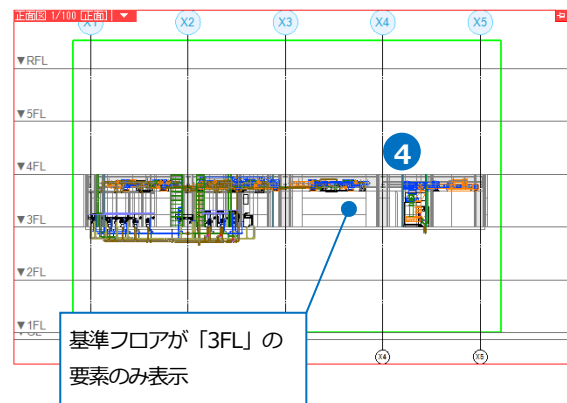 正面図 1/100 [正面]
X1 X2 X3 X4 X5
▼RFL
▼5FL
▼4FL
4
▼3FL
▼2FL
▼1FL
基準フロアが「3FL」の
要素のみ表示
X4 X5